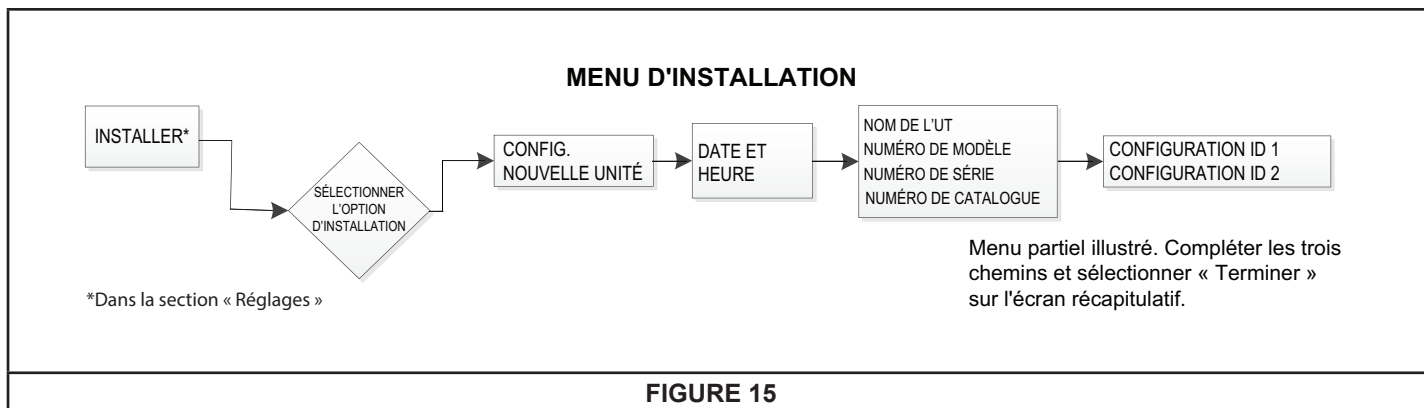 MENU D'INSTALLATION
INSTALLER*
SÉLECTIONNER
L'OPTION
D'INSTALLATION
CONFIG.
NOUVELLE UNITÉ
DATE ET
HEURE
NOM DE L'UT
NUMÉRO DE MODÈLE
NUMÉRO DE SÉRIE
NUMÉRO DE CATALOGUE
CONFIGURATION ID 1
CONFIGURATION ID 2
Menu partiel illustré. Compléter les trois
chemins et sélectionner « Terminer »
sur l'écran récapitulatif.
*Dans la section « Réglages »
FIGURE 15